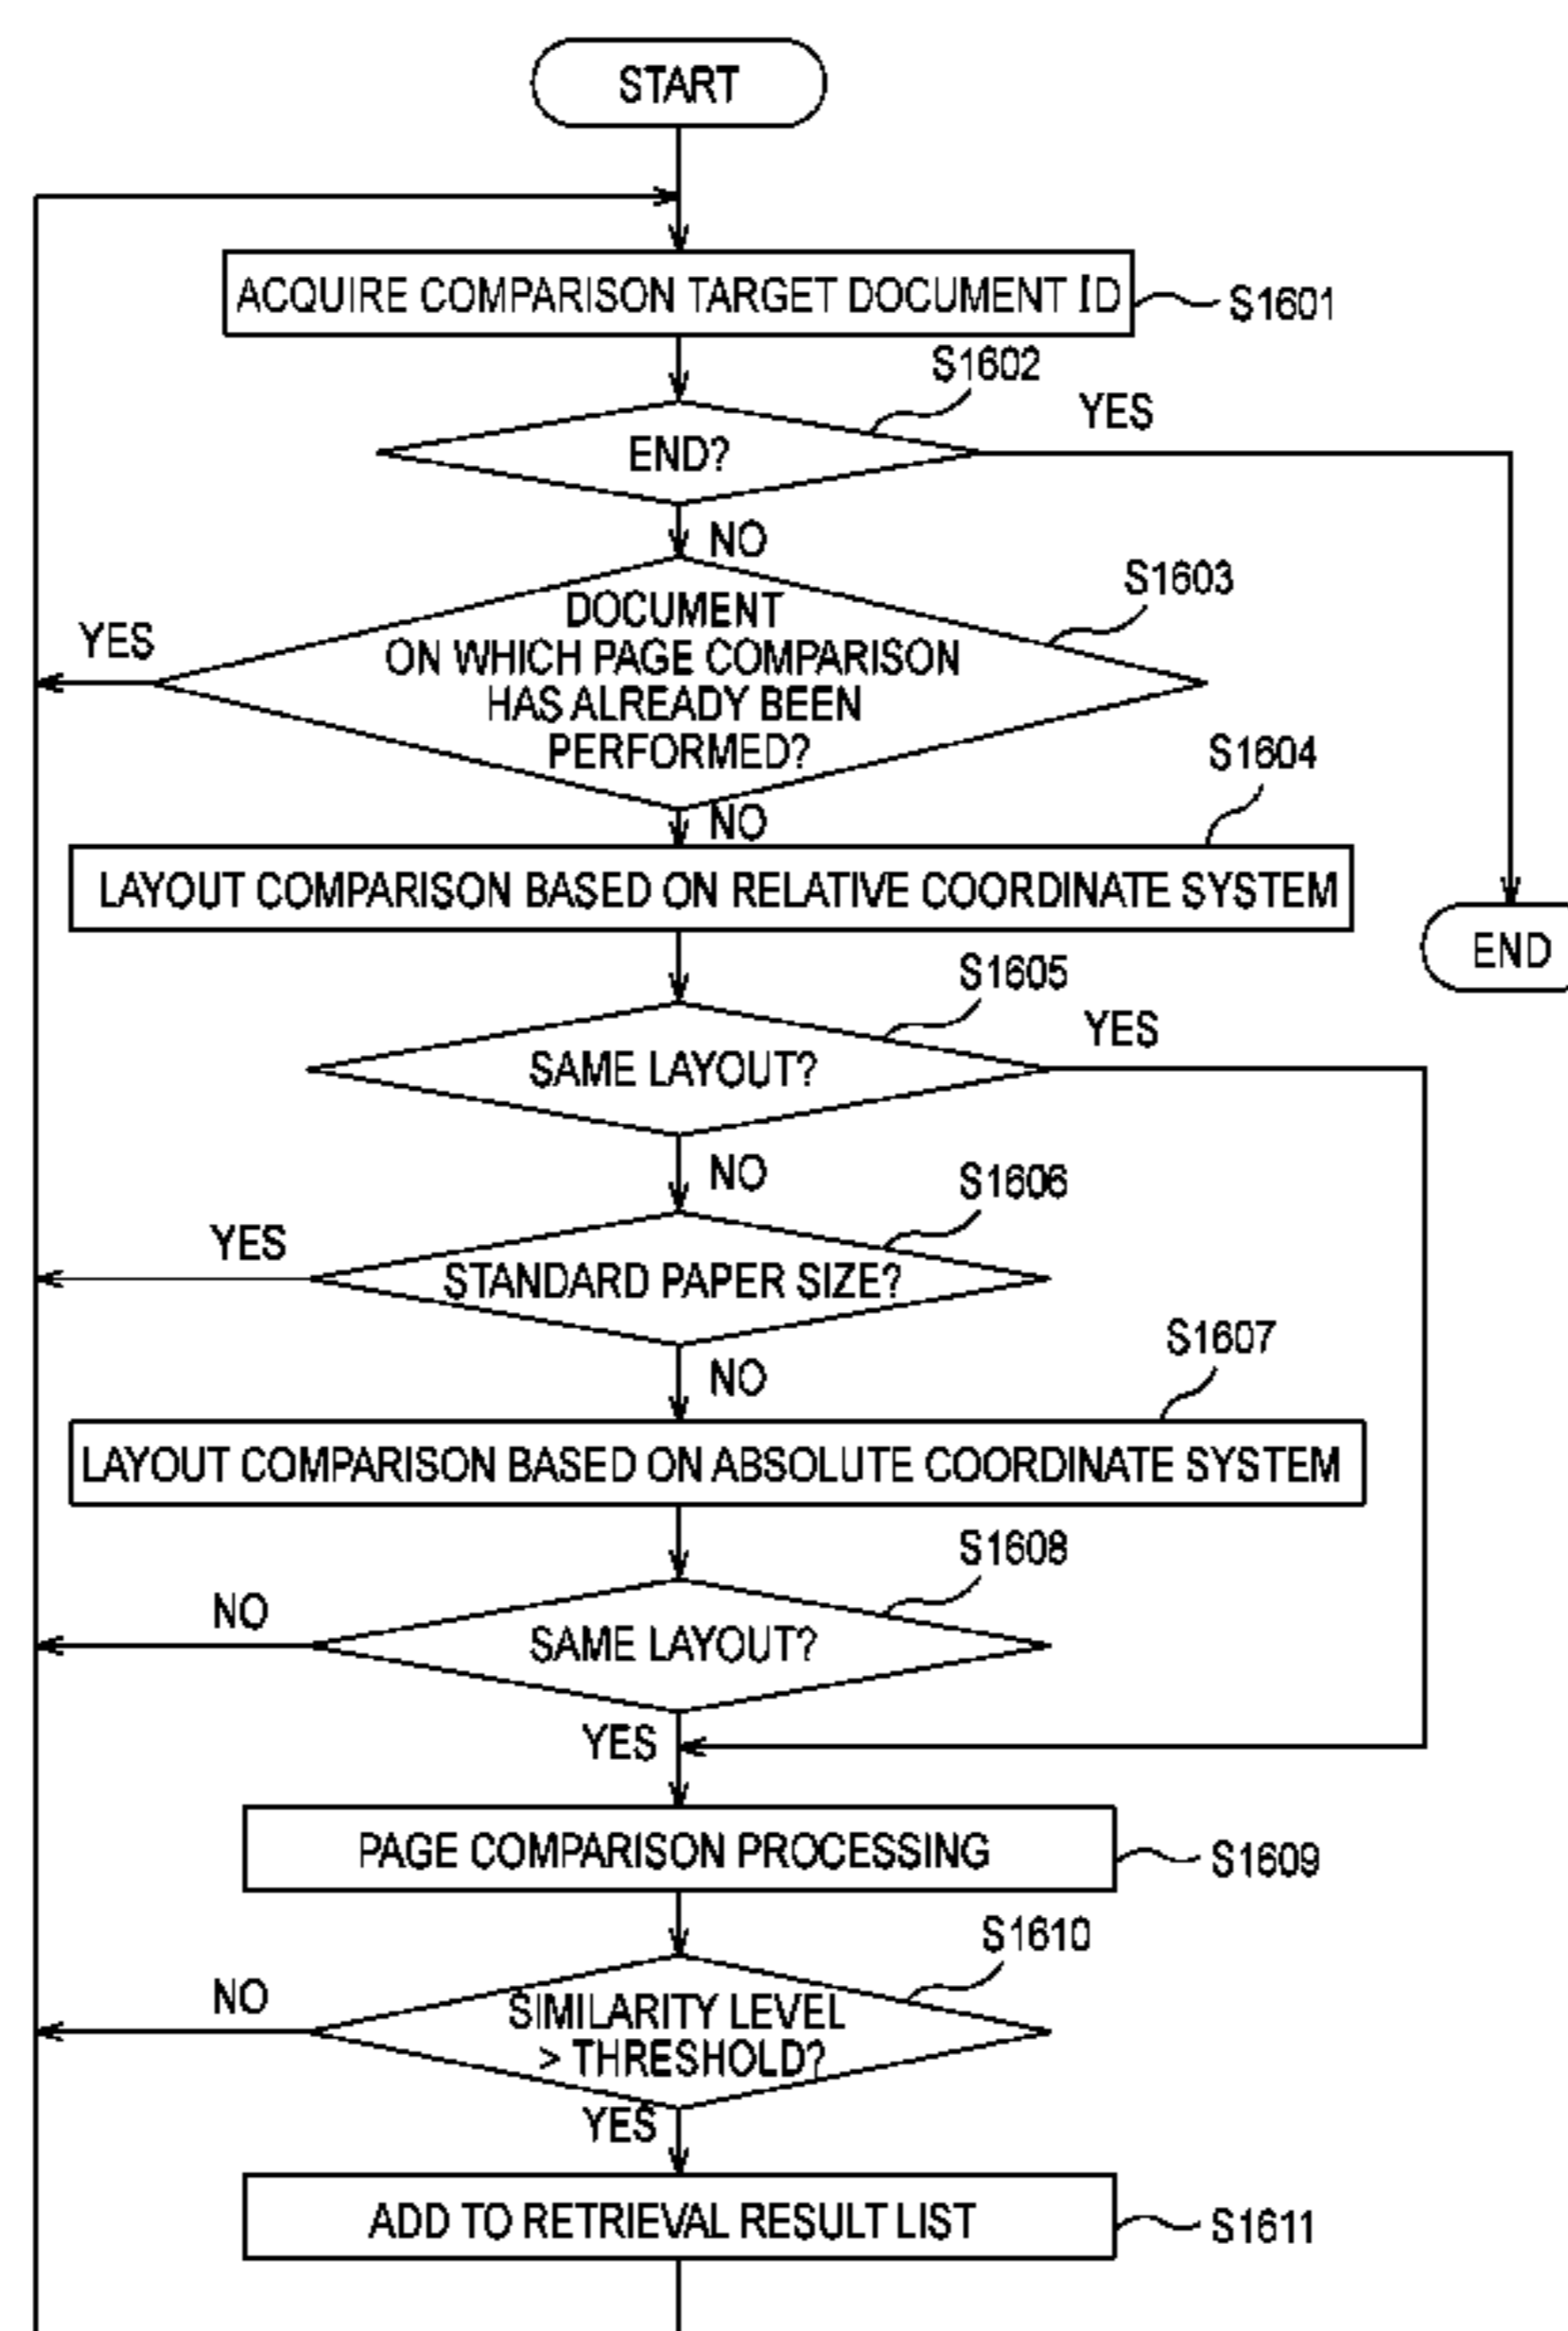 START
ACQUIRE COMPARISON TARGET DOCUMENT ID
S1601
S1602
YES
END?
NO
S1603
DOCUMENT
ON WHICH PAGE COMPARISON
HAS ALREADY BEEN
PERFORMED?
YES
S1604
NO
LAYOUT COMPARISON BASED ON RELATIVE COORDINATE SYSTEM
END
S1605
YES
SAME LAYOUT?
NO
S1606
YES
STANDARD PAPER SIZE?
S1607
NO
LAYOUT COMPARISON BASED ON ABSOLUTE COORDINATE SYSTEM
S1608
NO
SAME LAYOUT?
YES
PAGE COMPARISON PROCESSING
S1609
S1610
NO
SIMILARITY LEVEL
> THRESHOLD?
YES
ADD TO RETRIEVAL RESULT LIST
S1611